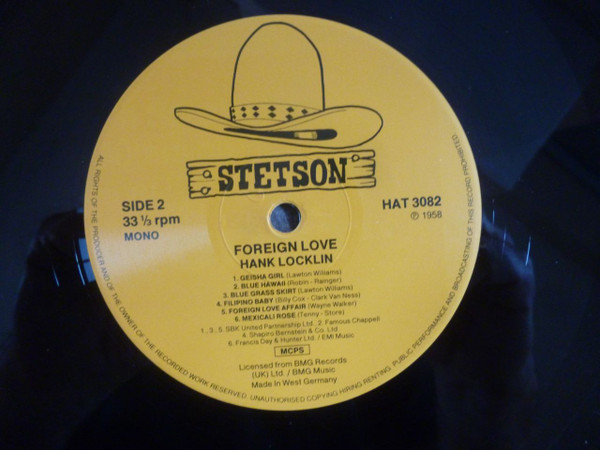 STETSON
SIDE 2
33 ⅓ rpm
MONO
HAT 3082
Ⓟ 1958
FOREIGN LOVE
HANK LOCKLIN
1. GEISHA GIRL (Lawton Williams)
2. BLUE HAWAII (Robin - Rainger)
3. BLUE GRASS SKIRT (Lawton Williams)
4. FILIPINO BABY (Billy Cox - Clark Van Ness)
5. FOREIGN LOVE AFFAIR (Wayne Walker)
6. MEXICALI ROSE (Tenny - Store)
1., 3., 5. SBK United Partnership Ltd., 2. Famous Chappell
4. Shapiro Bernstein & Co. Ltd
6. Francis Day & Hunter Ltd. / EMI Music
MCPS
Licensed from BMG Records
(UK) Ltd. / BMG Music
Made In West Germany
ALL RIGHTS OF THE PRODUCER AND OF THE OWNER OF THE RECORDED WORK RESERVED. UNAUTHORISED COPYING HIRING RENTING PUBLIC PERFORMANCE AND BROADCASTING OF THIS RECORD PROHIBITED